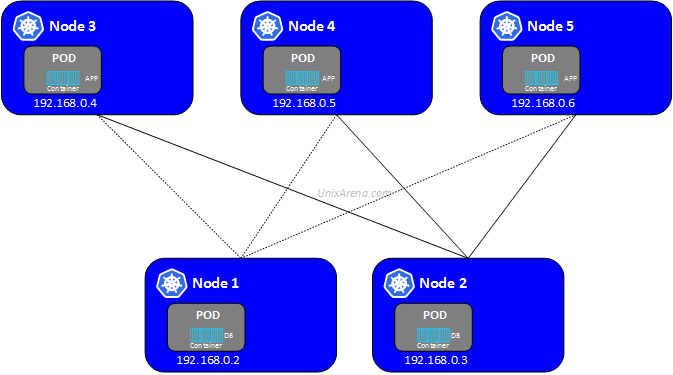 Node 3
POD
APP
Container
192.168.0.4
Node 4
POD
APP
Container
192.168.0.5
Node 5
POD
APP
Container
192.168.0.6
UnixArena.com
Node 1
POD
DB
Container
192.168.0.2
Node 2
POD
DB
Container
192.168.0.3